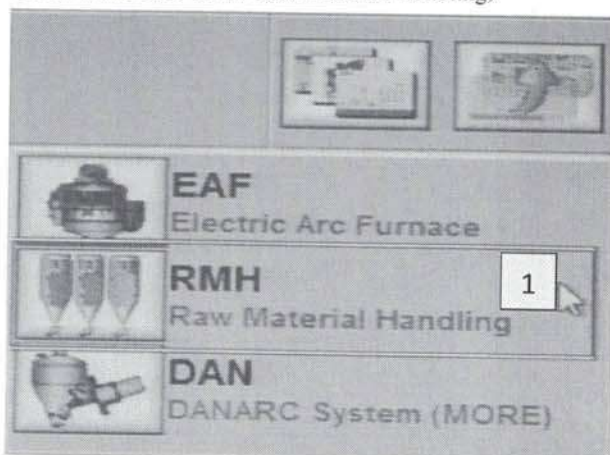 EAF
Electric Arc Furnace
RMH
1
Raw Material Handling
DAN
DANARC System (MORE)